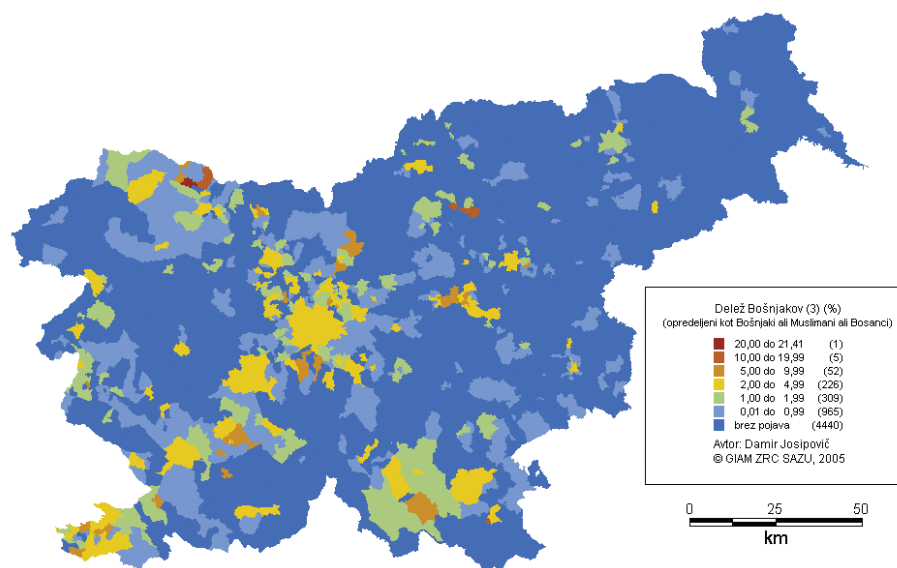 Delež Bošnjakov (3) (%)
(opredeljeni kot Bošnjaki ali Muslimani ali Bosanci)
20,00 do 21,41 (1)
10,00 do 19,99 (5)
5,00 do 9,99 (52)
2,00 do 4,99 (226)
1,00 do 1,99 (309)
0,01 do 0,99 (965)
brez pojava (4440)
Avtor: Damir Josipovič
© GIAM ZRC SAZU, 2005
0 25 50
km